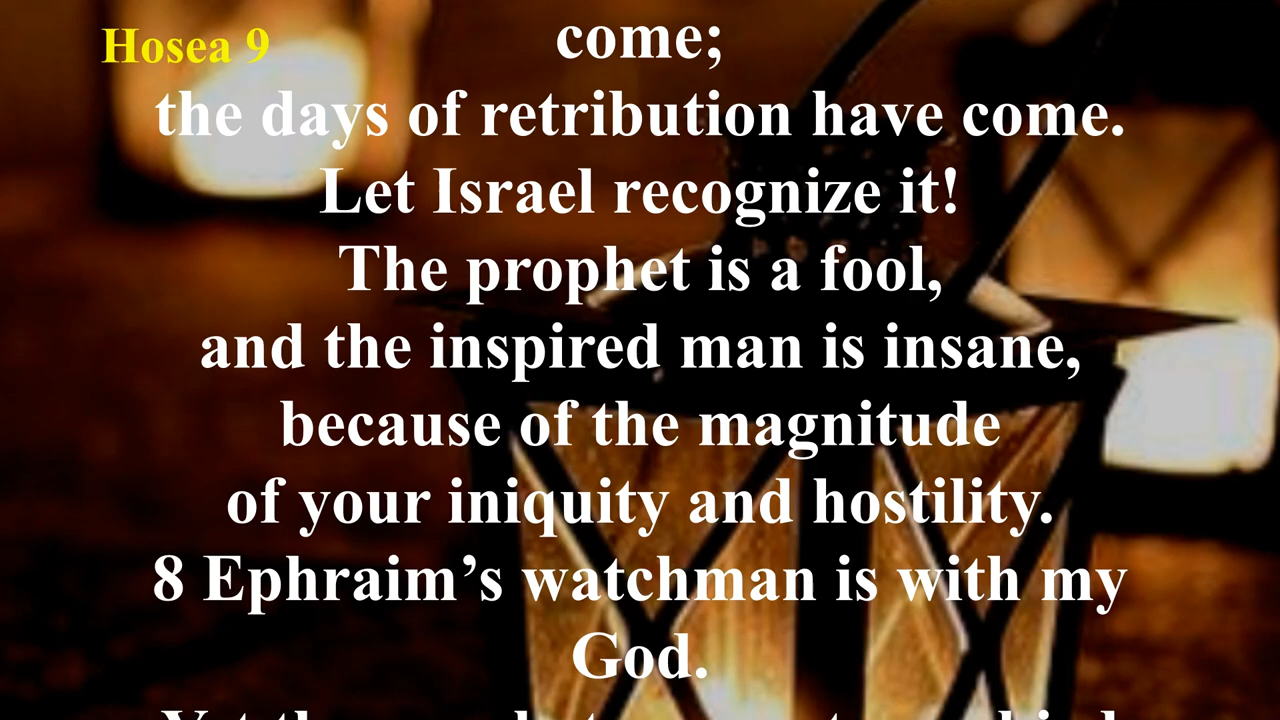 Hosea 9
come;
the days of retribution have come.
Let Israel recognize it!
The prophet is a fool,
and the inspired man is insane,
because of the magnitude
of your iniquity and hostility.
8 Ephraim’s watchman is with my
God.